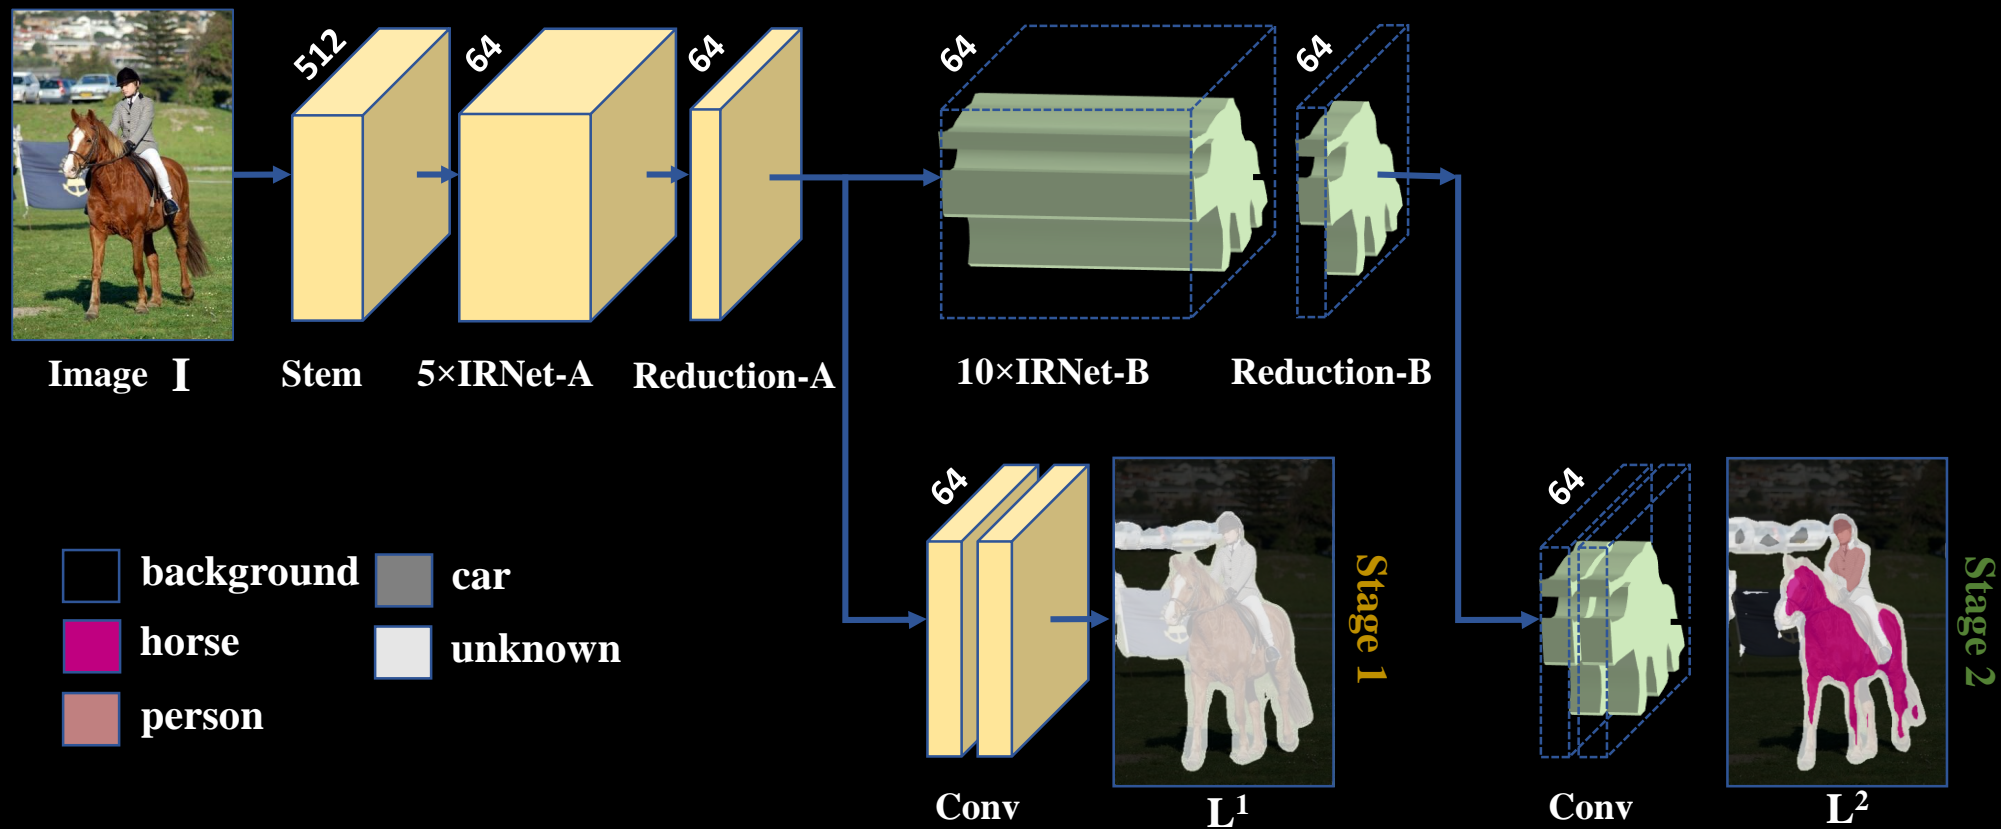 512
64
64
64
64
Image I
Stem
5×IRNet-A
Reduction-A
10×IRNet-B
Reduction-B
64
64
background
car
horse
unknown
person
Stage 1
Stage 2
Conv
L¹
Conv
L²